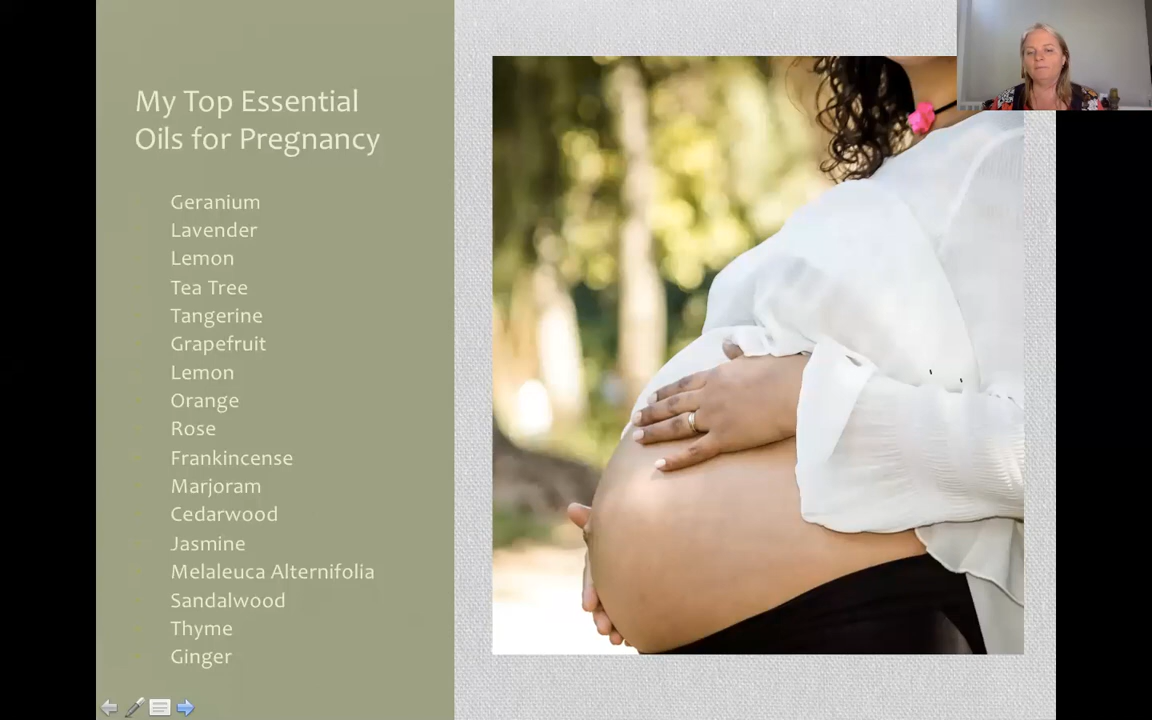 My Top Essential
Oils for Pregnancy
Geranium
Lavender
Lemon
Tea Tree
Tangerine
Grapefruit
Lemon
Orange
Rose
Frankincense
Marjoram
Cedarwood
Jasmine
Melaleuca Alternifolia
Sandalwood
Thyme
Ginger